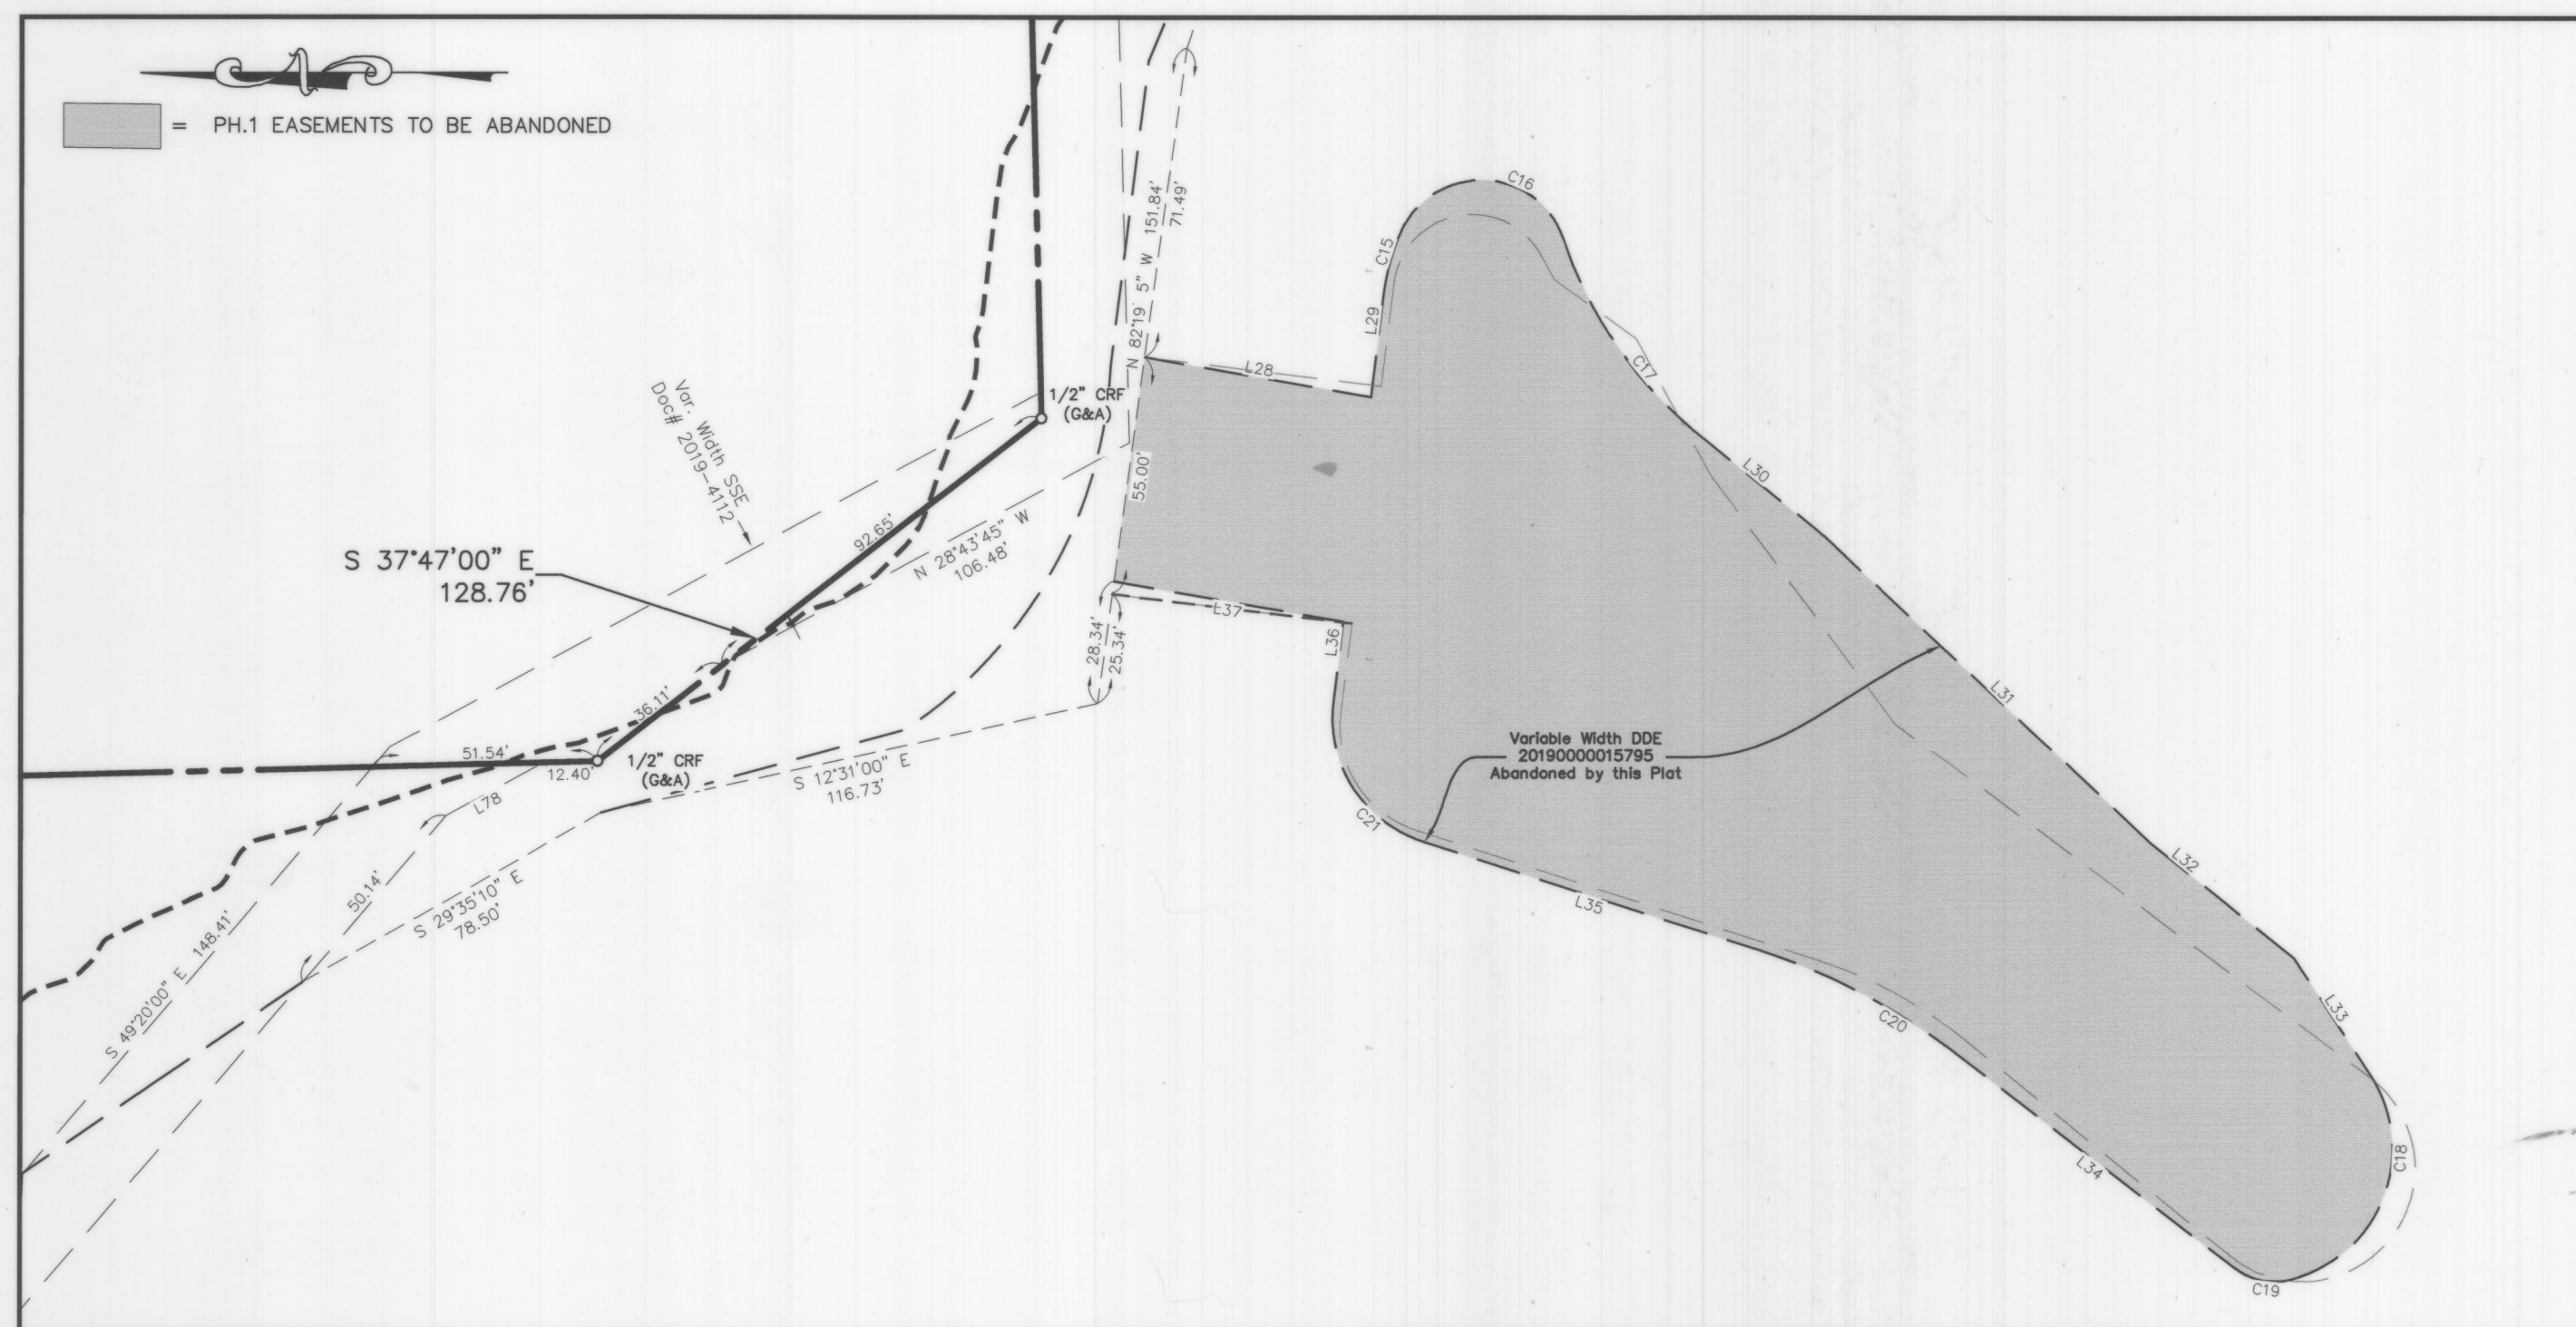 = PH.1 EASEMENTS TO BE ABANDONED
C16
151.84'
71.49'
C15
N 82°19' 5" W
L29
L28
C17
1/2" CRF
(G&A)
Var. Width SSE
Doc# 2019-4112
L30
55.00'
92.65'
N 28°43'45" W
106.48'
S 37°47'00" E
128.76'
L37
L36
28.34'
25.34'
L31
36.11'
51.54'
12.40'
1/2" CRF
(G&A)
S 12°31'00" E
116.73'
Variable Width DDE
20190000015795
Abandoned by this Plat
L78
C21
L32
50.14'
S 29°35'10" E
78.50'
L35
S 49°20'00" E 148.41'
L33
C20
C18
L34
C19